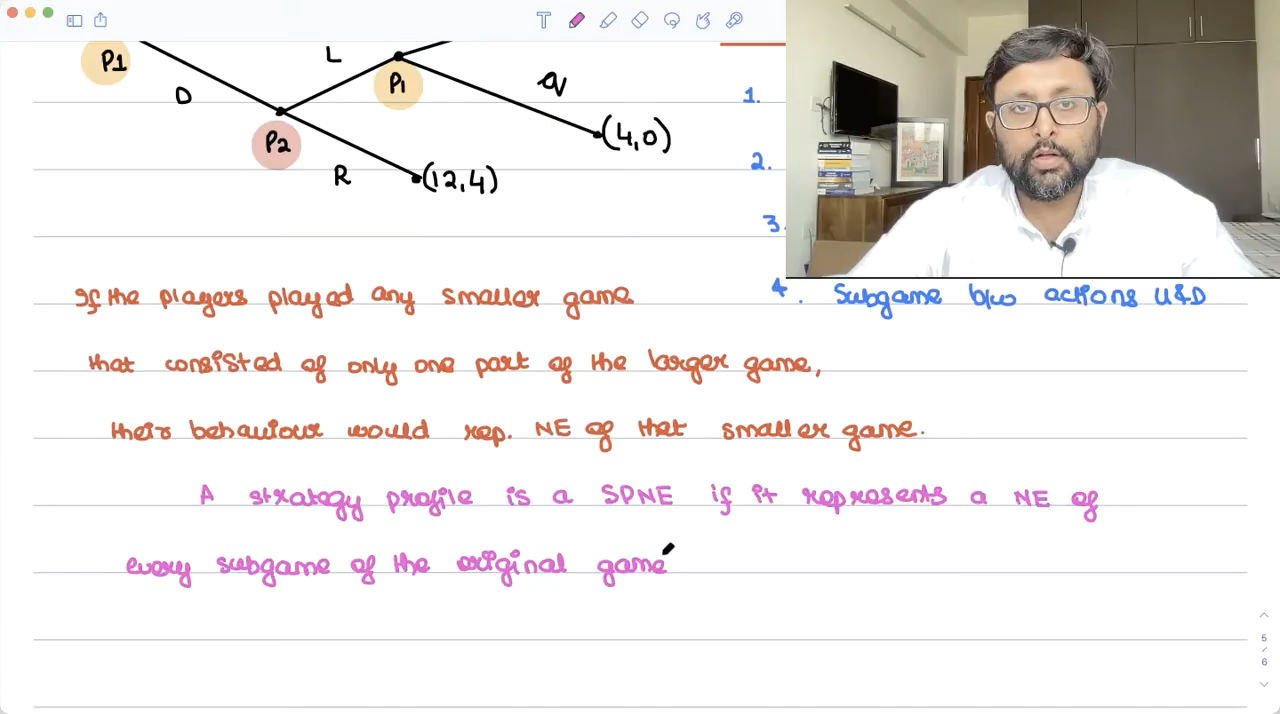 P1
L
P1
D
Q
P2
(4,0)
R
(12,4)
1.
2.
3.
4. Subgame b/w actions U&D
If the players played any smaller game
that consisted of only one part of the larger game,
their behaviour would rep. NE of that smaller game.
A strategy profile is a SPNE if it represents a NE of
every subgame of the original game
5
/
6